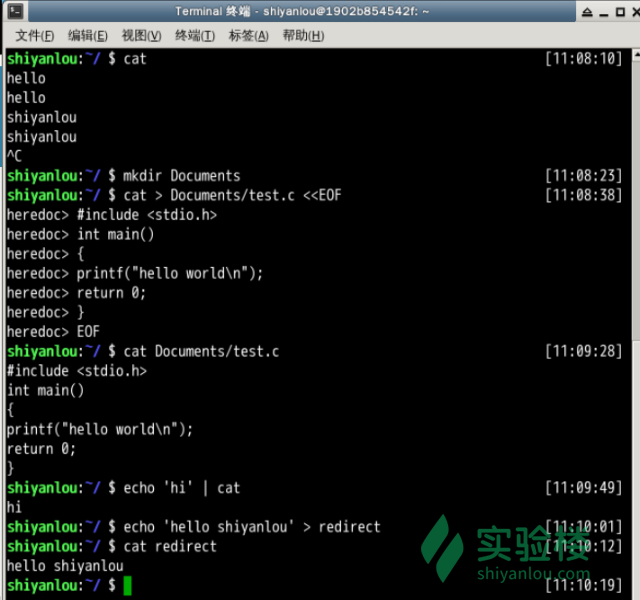 Terminal 终端 - shiyanlou@1902b854542f: ~
文件(F) 编辑(E) 视图(V) 终端(T) 标签(A) 帮助(H)
shiyanlou:~/ $ cat [11:08:10]
hello
hello
shiyanlou
shiyanlou
^C
shiyanlou:~/ $ mkdir Documents [11:08:23]
shiyanlou:~/ $ cat > Documents/test.c <<EOF [11:08:38]
heredoc> #include <stdio.h>
heredoc> int main()
heredoc> {
heredoc> printf("hello world\n");
heredoc> return 0;
heredoc> }
heredoc> EOF
shiyanlou:~/ $ cat Documents/test.c [11:09:28]
#include <stdio.h>
int main()
{
printf("hello world\n");
return 0;
}
shiyanlou:~/ $ echo 'hi' | cat [11:09:49]
hi
shiyanlou:~/ $ echo 'hello shiyanlou' > redirect [11:10:01]
shiyanlou:~/ $ cat redirect [11:10:12]
hello shiyanlou
shiyanlou:~/ $ [11:10:19]
实验楼
shiyanlou.com